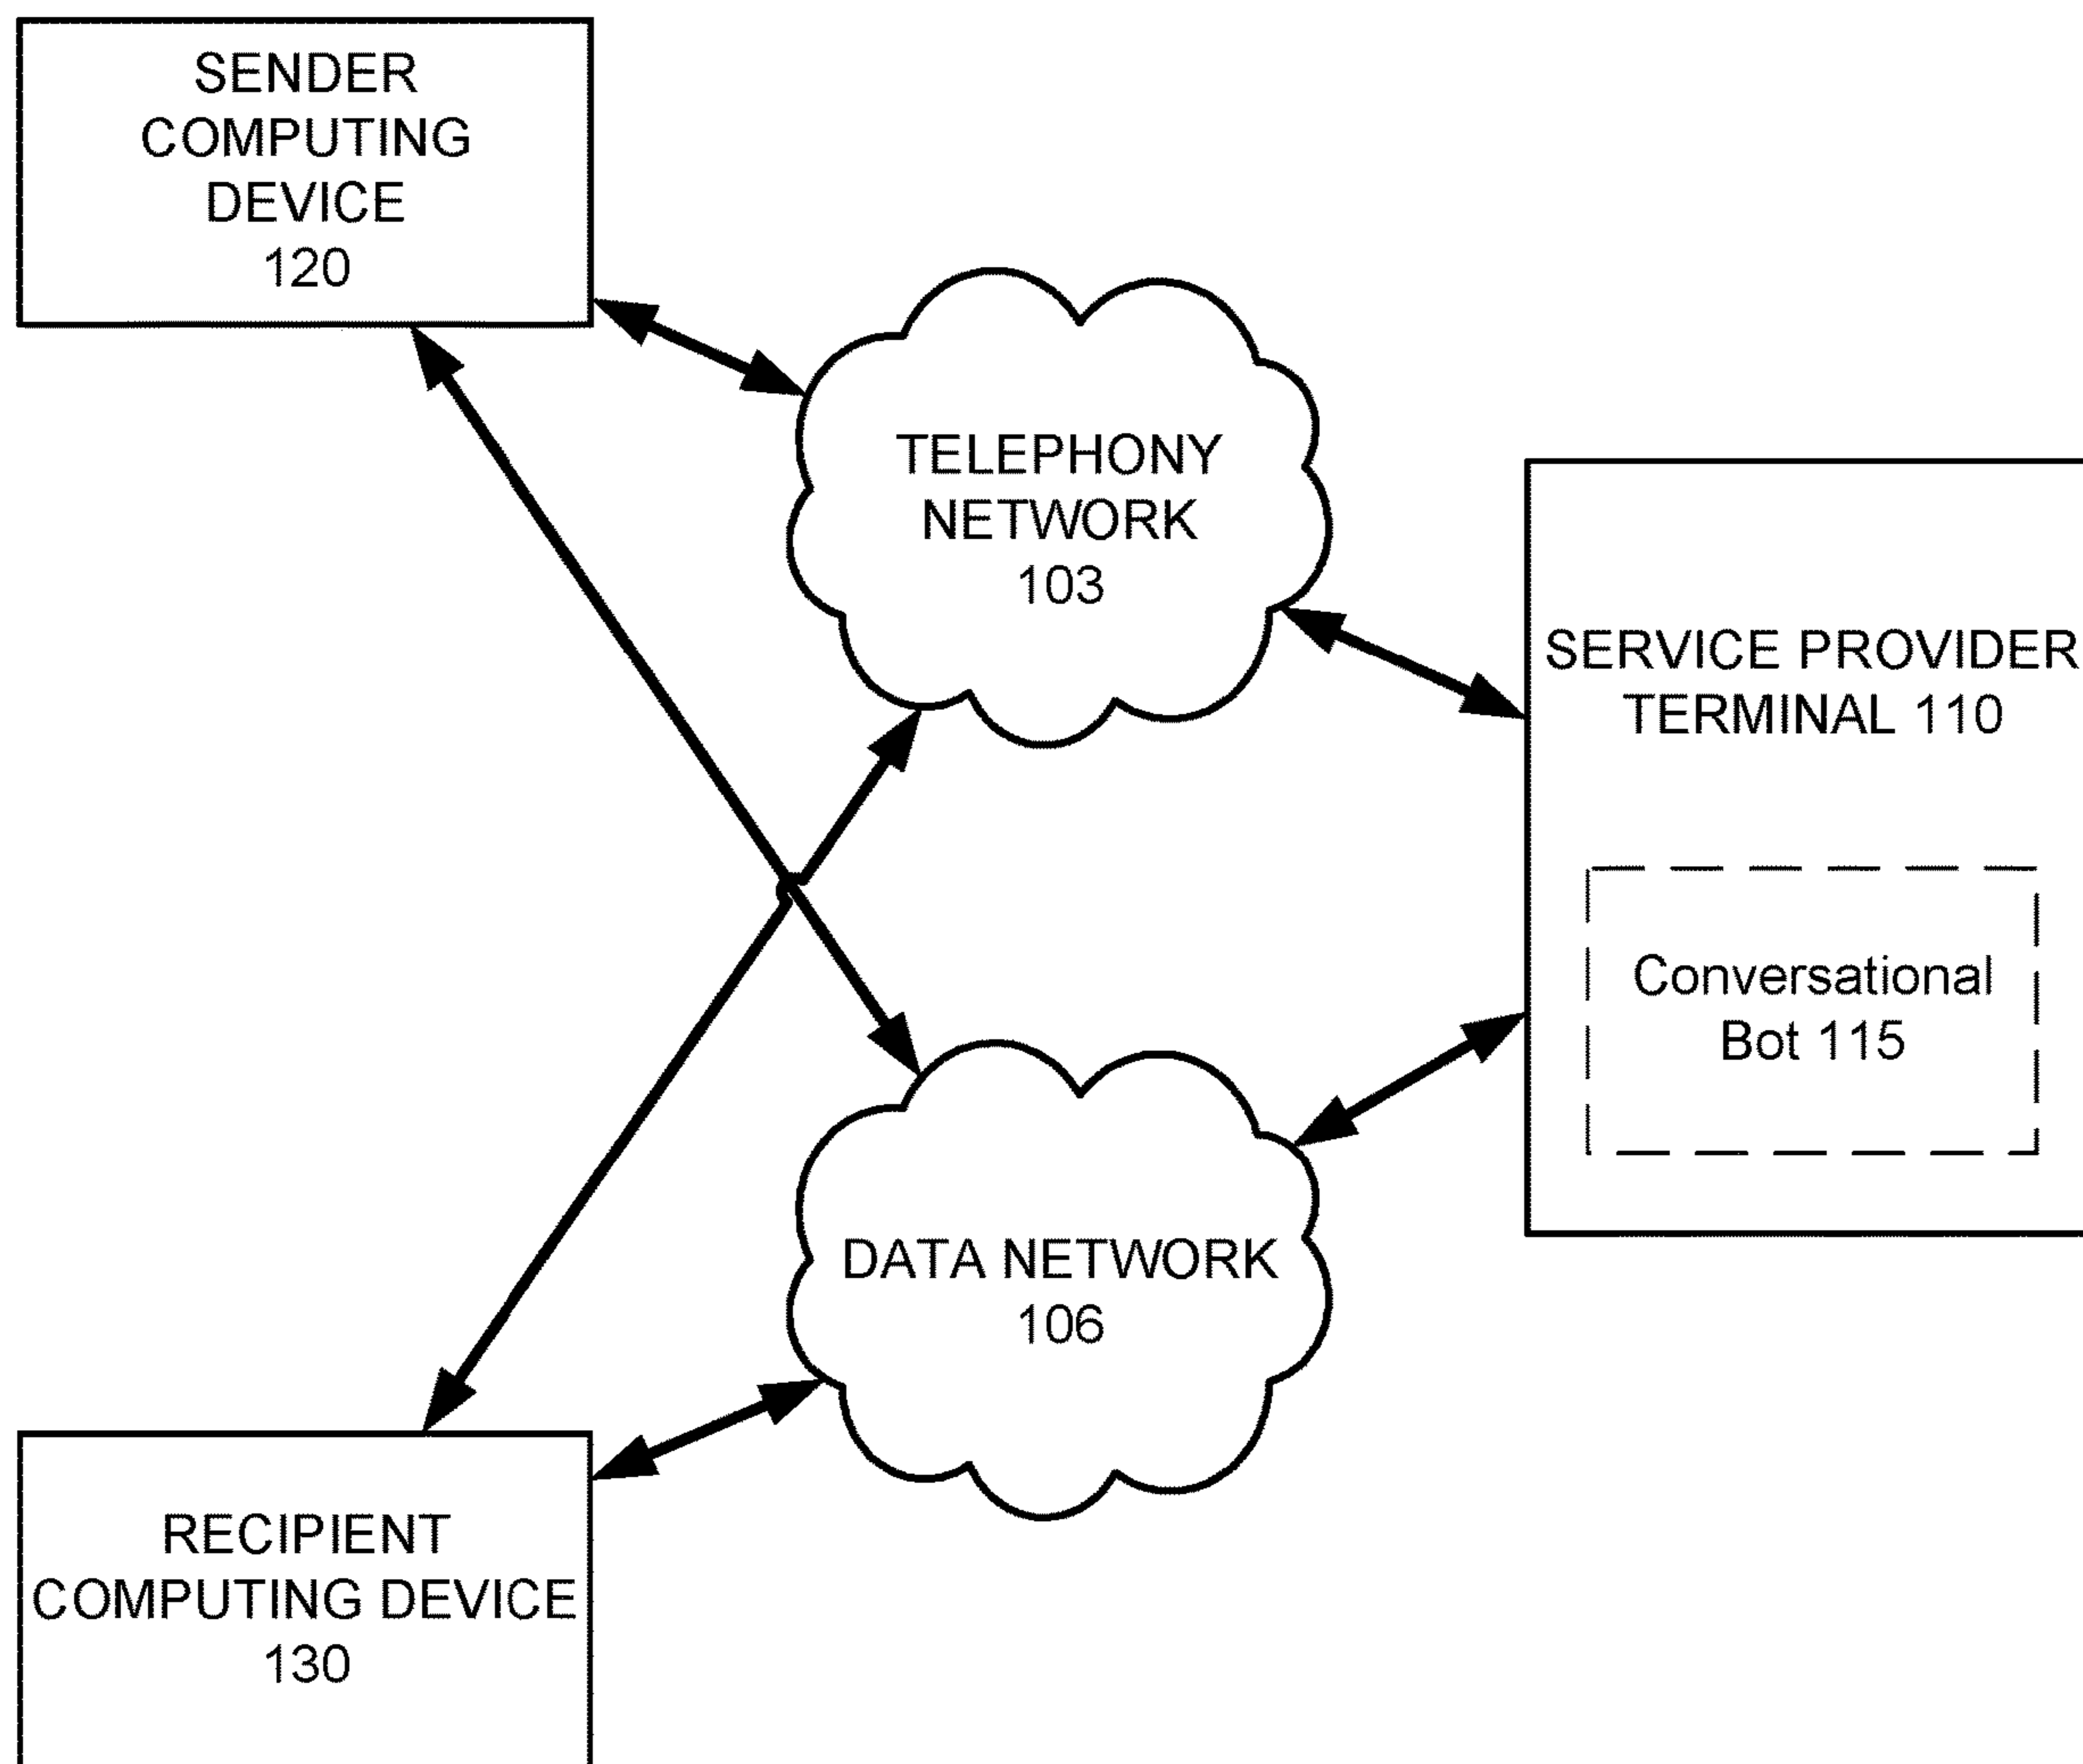 SENDER
COMPUTING
DEVICE
120
TELEPHONY
NETWORK
103
SERVICE PROVIDER
TERMINAL 110
Conversational
Bot 115
DATA NETWORK
106
RECIPIENT
COMPUTING DEVICE
130